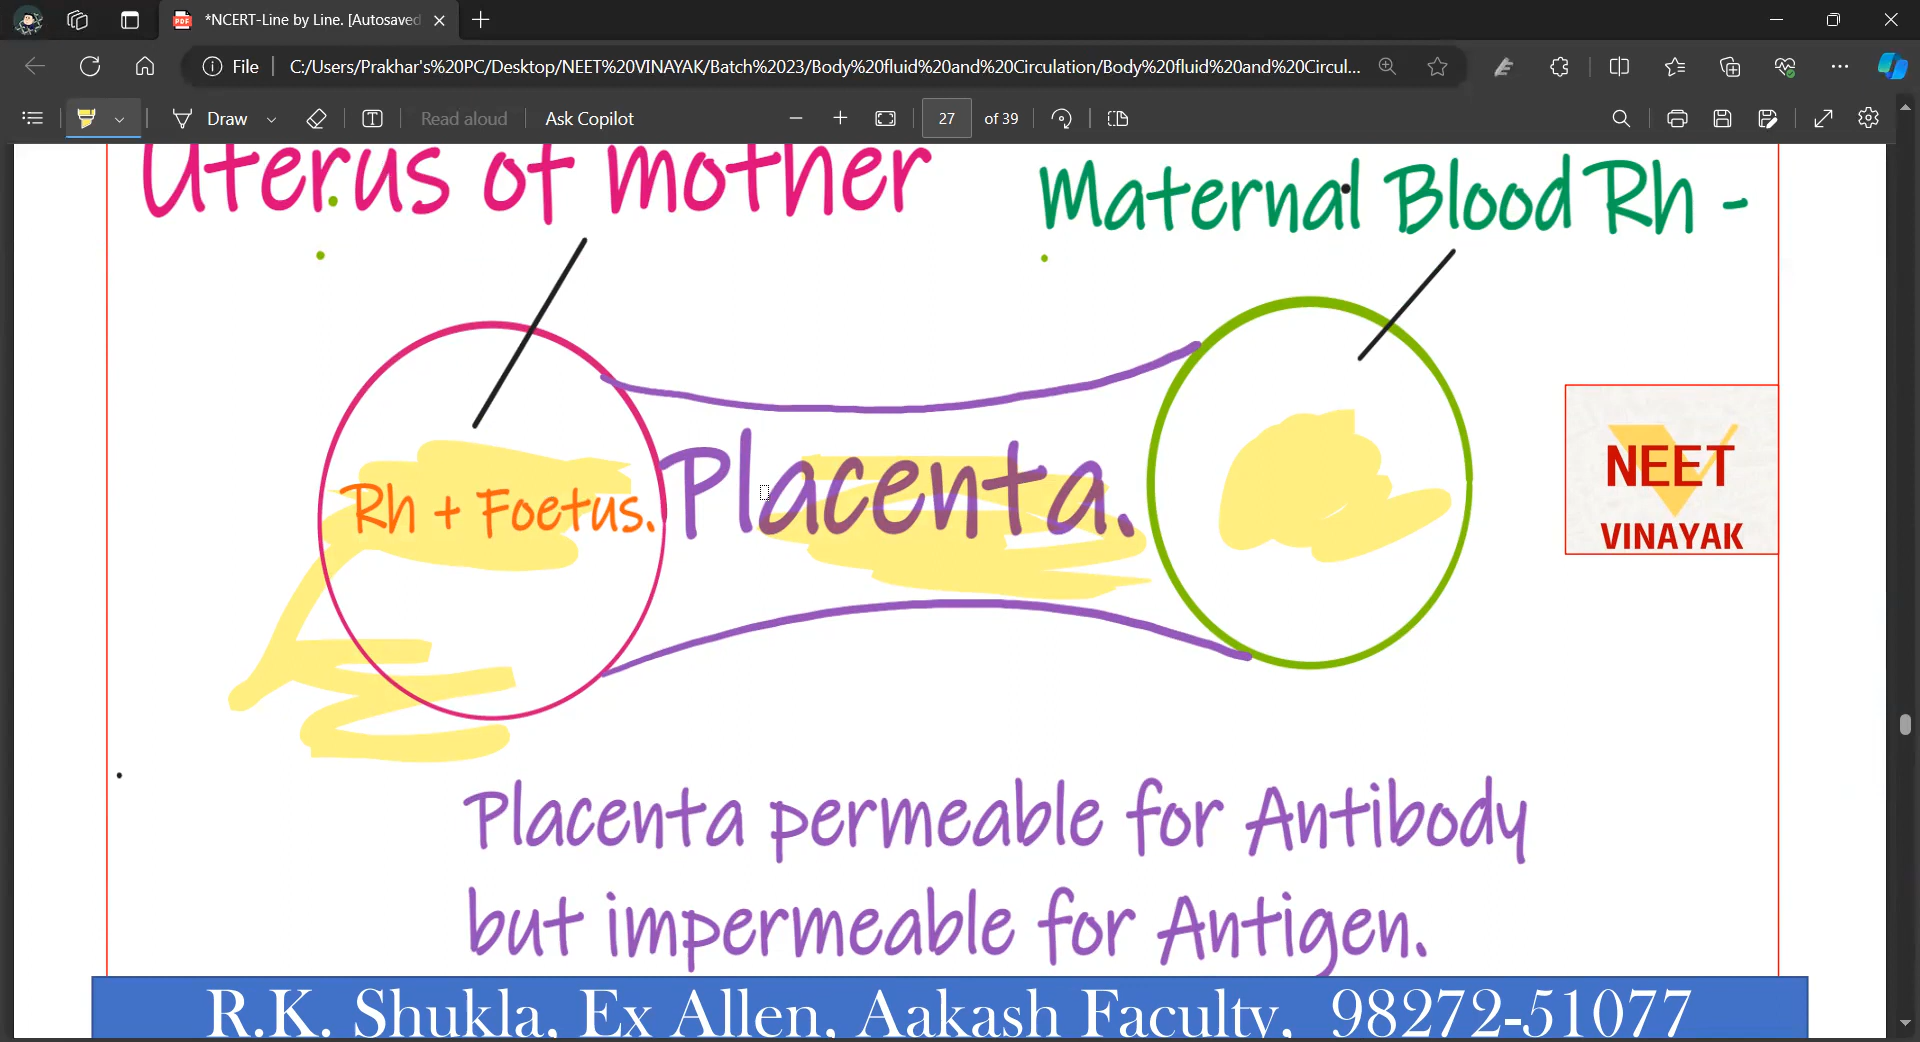 *NCERT-Line by Line. [Autosaved
File
C:/Users/Prakhar's%20PC/Desktop/NEET%20VINAYAK/Batch%2023/Body%20fluid%20and%20Circulation/Body%20fluid%20and%20Circul...
Draw
Read aloud
Ask Copilot
27 of 39
Uterus of mother
Maternal Blood Rh -
Rh + Foetus.
Placenta.
NEET
VINAYAK
Placenta permeable for Antibody
but impermeable for Antigen.
R.K. Shukla, Ex Allen, Aakash Faculty, 98272-51077